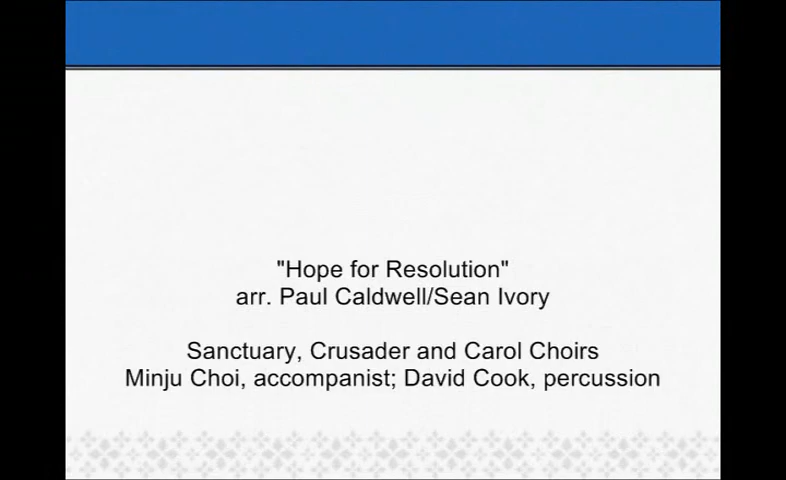 "Hope for Resolution"
arr. Paul Caldwell/Sean Ivory
Sanctuary, Crusader and Carol Choirs
Minju Choi, accompanist; David Cook, percussion